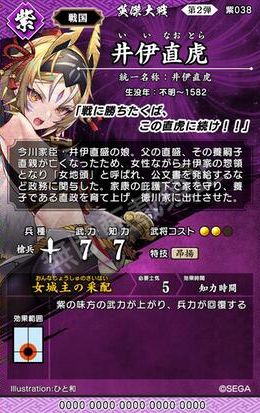 紫
戦国
英傑大戦
第2弾
紫038
いい なおとら
井伊直虎
統一名称：井伊直虎
生没年：不明～1582
「戦に勝ちたくば、
この直虎に続け！！」
今川家臣・井伊直盛の娘。父の直盛、その養嗣子
直親が亡くなったため、女性ながら井伊家の惣領
となり「女地頭」と呼ばれ、公文書を発給するな
ど政務に関与した。家康の庇護下で家を守り、養
子である直政を育て上げ、徳川家に出仕させた。
兵種 武力 知力 武将コスト
槍兵 7 7 特技 昂揚
おんなじょうしゅのさいはい
女城主の采配
必要士気 5
効果時間 知力時間
効果範囲
紫の味方の武力が上がり、兵力が回復する
Illustration:ひと和
©SEGA
0000-0000-0000-0000-0000